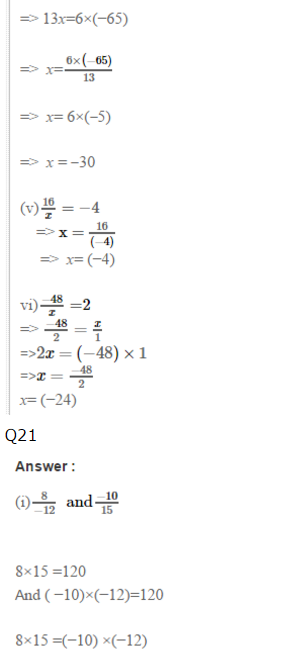 => 13x=6×(−65)
=> x=6×(−65)/13
=> x= 6×(−5)
=> x =−30
(v) 16/x = −4
=> x = 16/(−4)
=> x= (−4)
vi) −48/x =2
=> −48/2 = x/1
=>2x = (−48) × 1
=>x = −48/2
x= (−24)
Q21
Answer :
(i) 8/−12 and −10/15
8×15 =120
And ( −10)×(−12)=120
8×15 =(−10) ×(−12)